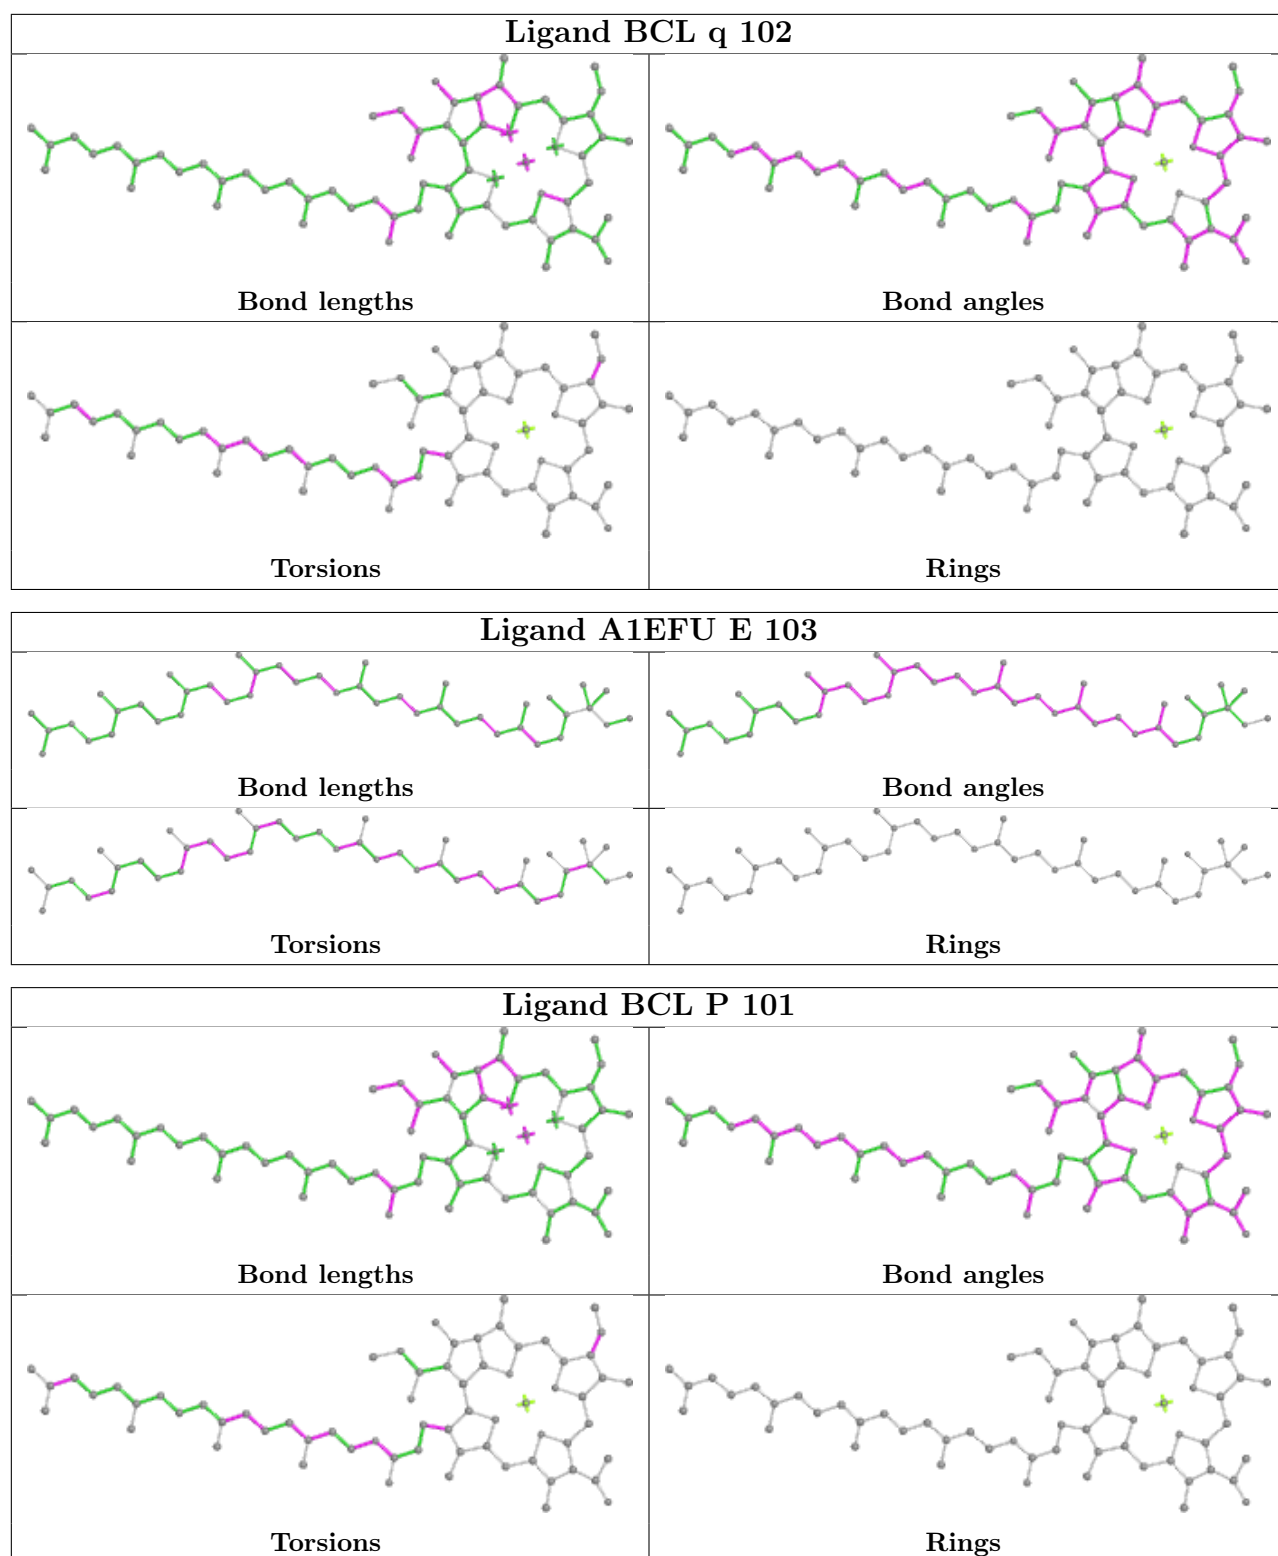 Ligand BCL q 102
Bond lengths
Bond angles
Torsions
Rings
Ligand A1EFU E 103
Bond lengths
Bond angles
Torsions
Rings
Ligand BCL P 101
Bond lengths
Bond angles
Torsions
Rings